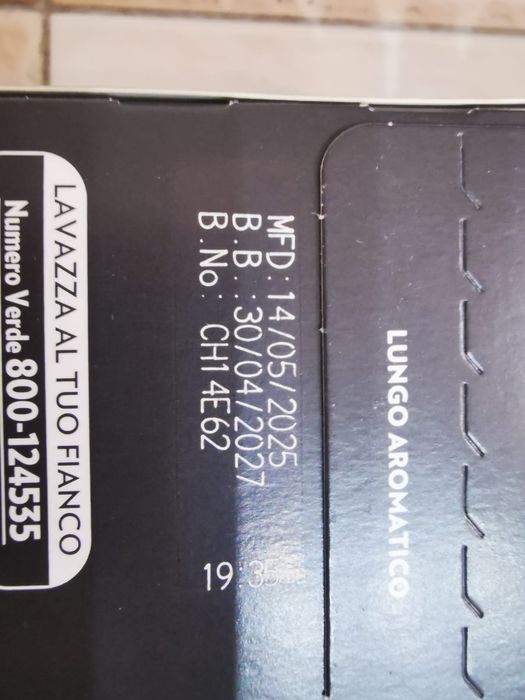 LUNGO AROMATICO
MFD:14/05/2025
B.B :30/04/2027
B.No: CH14E62
19:35
LAVAZZA AL TUO FIANCO
Numero Verde 800-124535